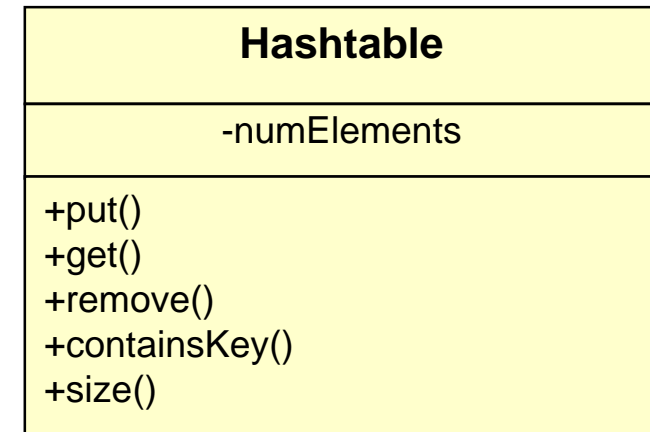 Hashtable
-numElements
+put()
+get()
+remove()
+containsKey()
+size()